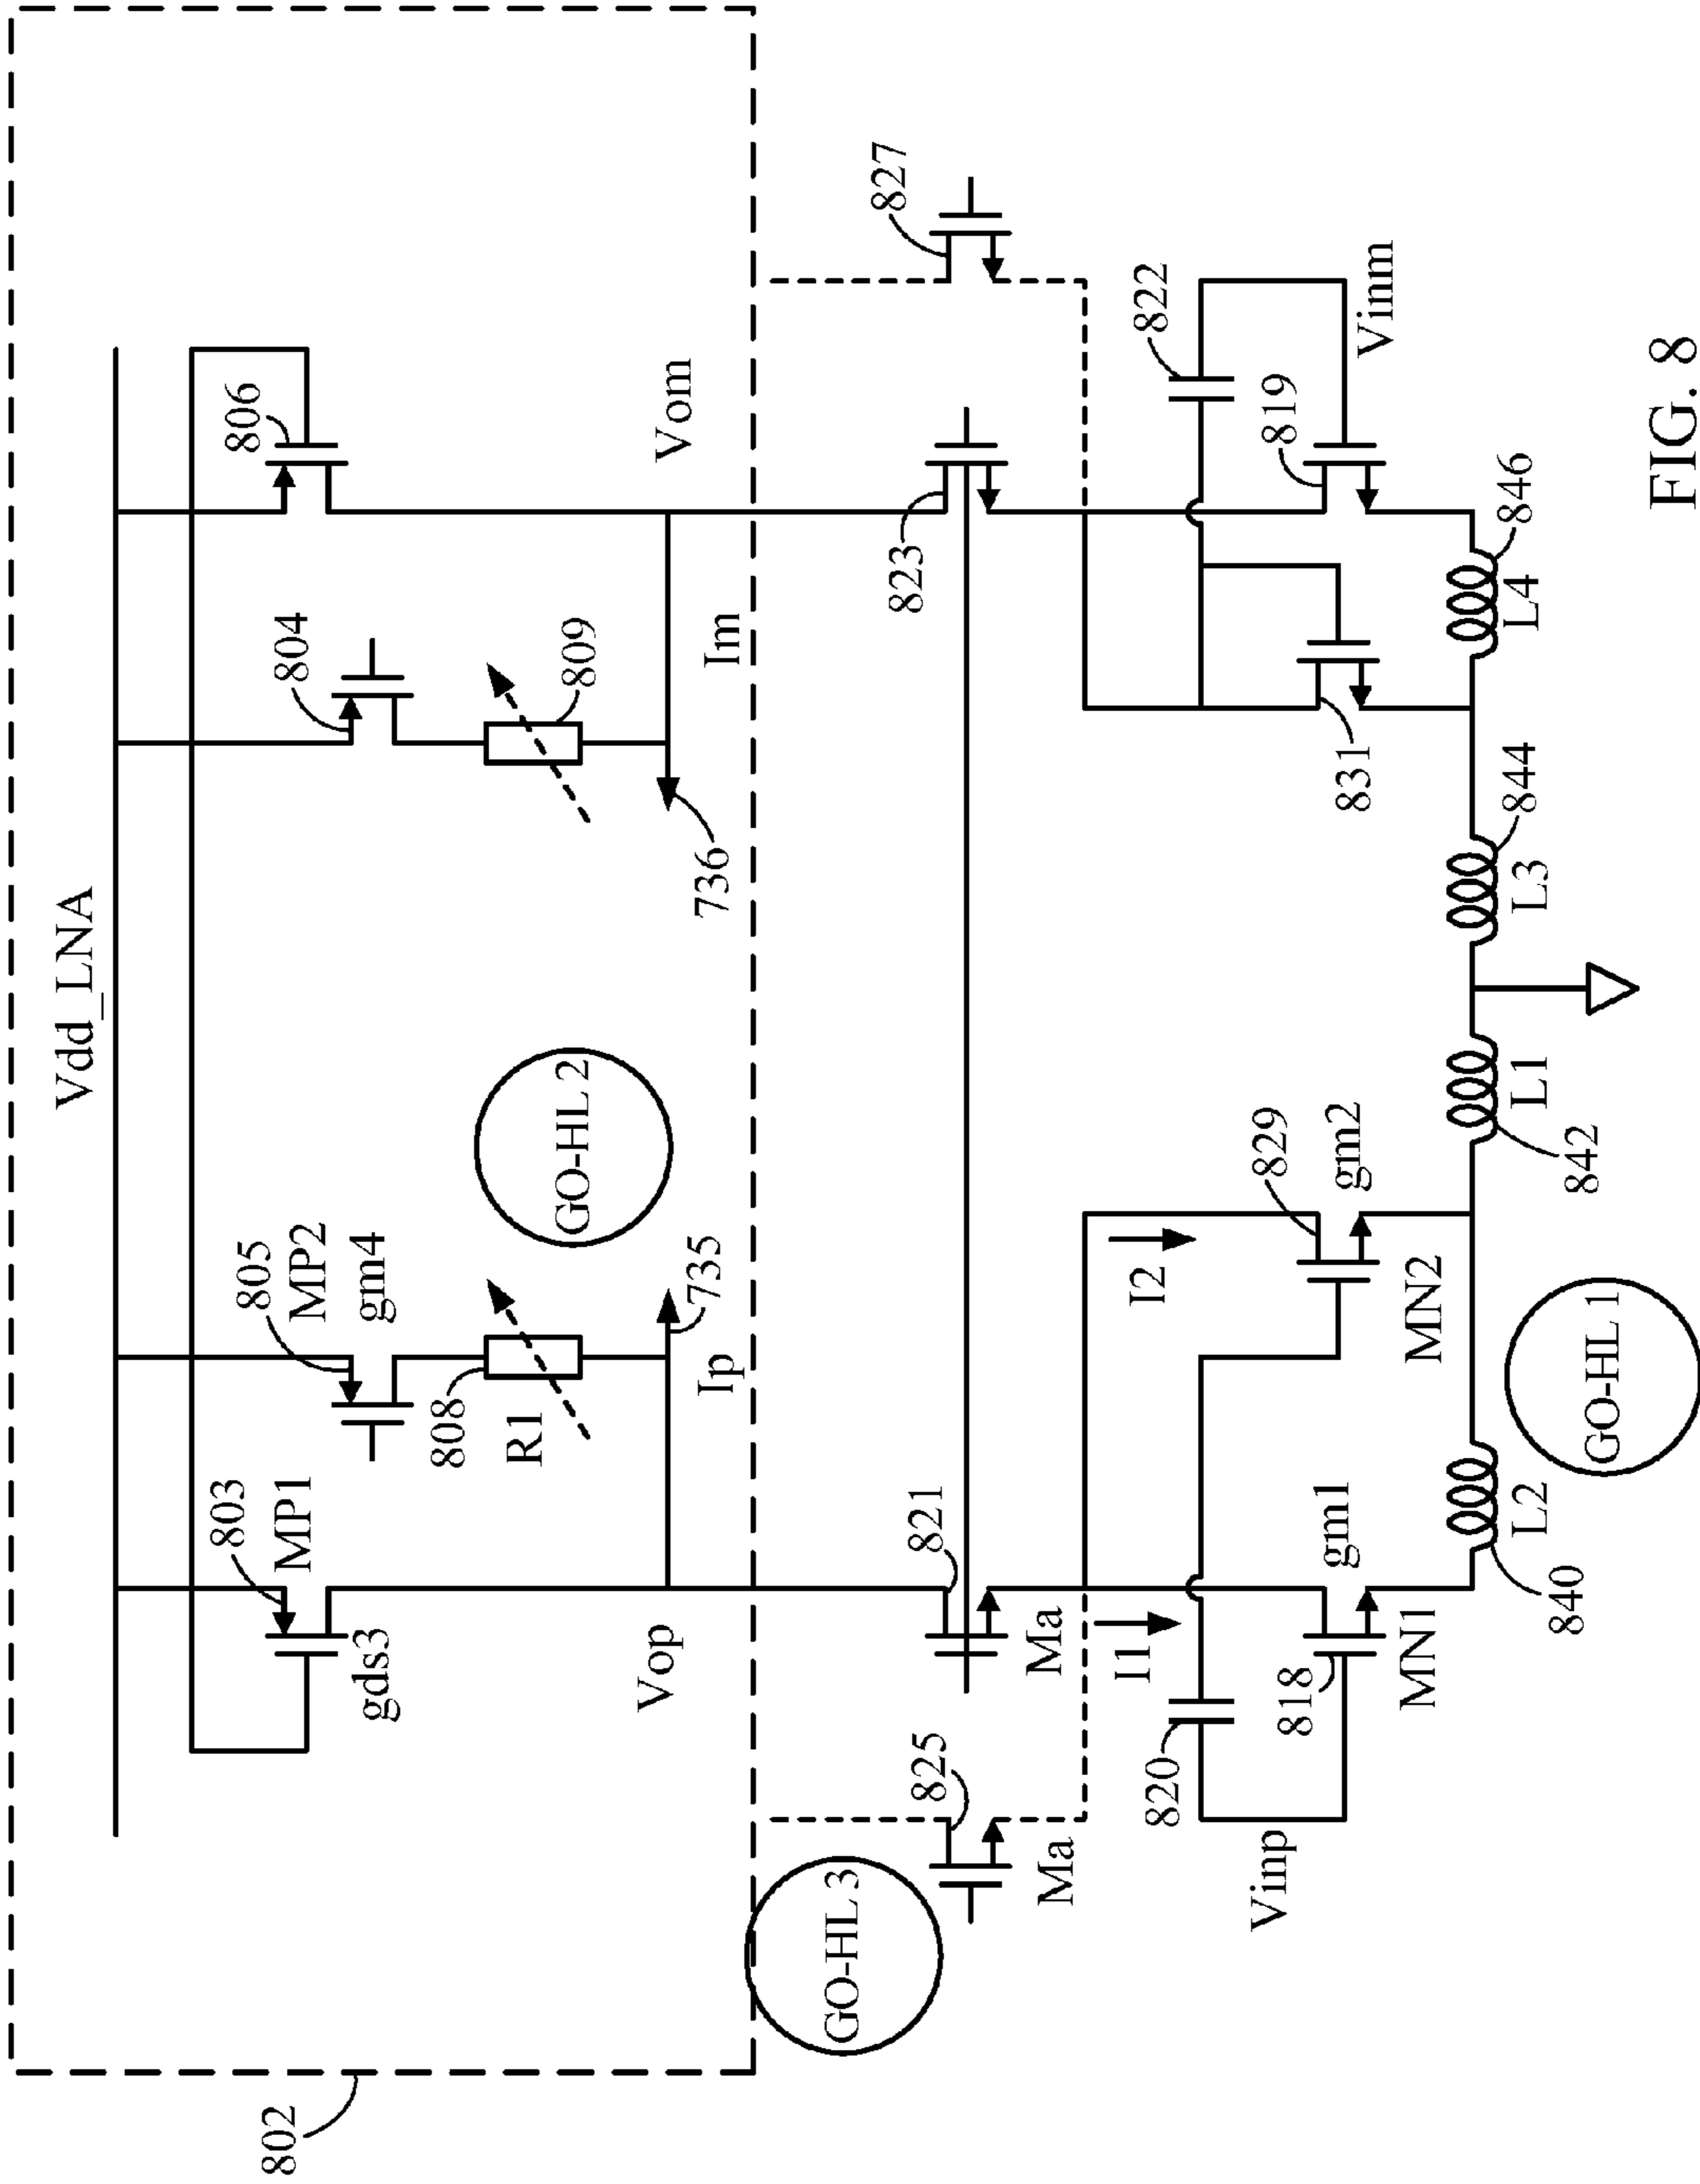 802
Vdd_LNA
803
MP1
gds3
805
MP2
gm4
808
R1
GO-HL 2
804
809
806
Vop
Ip
735
736
Im
Vom
GO-HL 3
825
Ma
821
Ma
823
827
I1
I2
820
Vinp
818
MN1
gm1
829
gm2
MN2
831
822
819
Vinm
840
L2
GO-HL 1
842
L1
844
L3
846
L4
FIG. 8